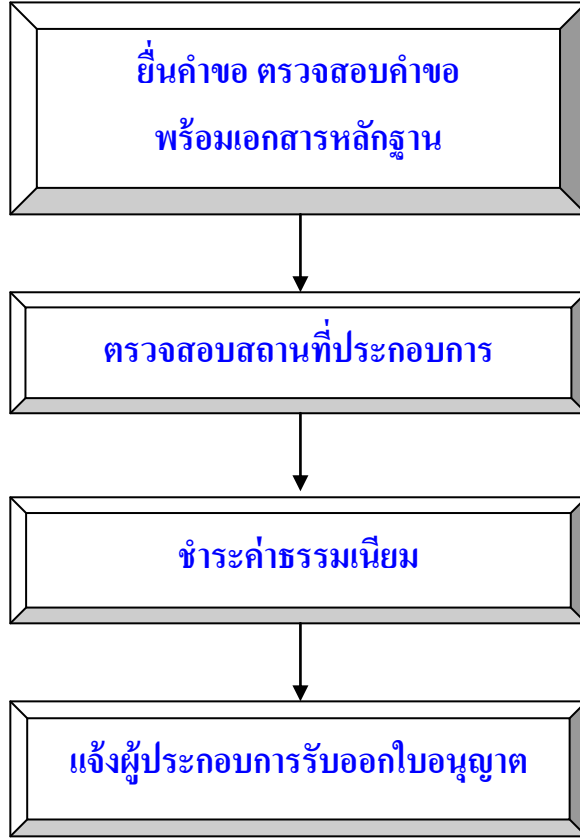 ยื่นคำขอ ตรวจสอบคำขอ
พร้อมเอกสารหลักฐาน
ตรวจสอบสถานที่ประกอบการ
ชำระค่าธรรมเนียม
แจ้งผู้ประกอบการรับออกใบอนุญาต